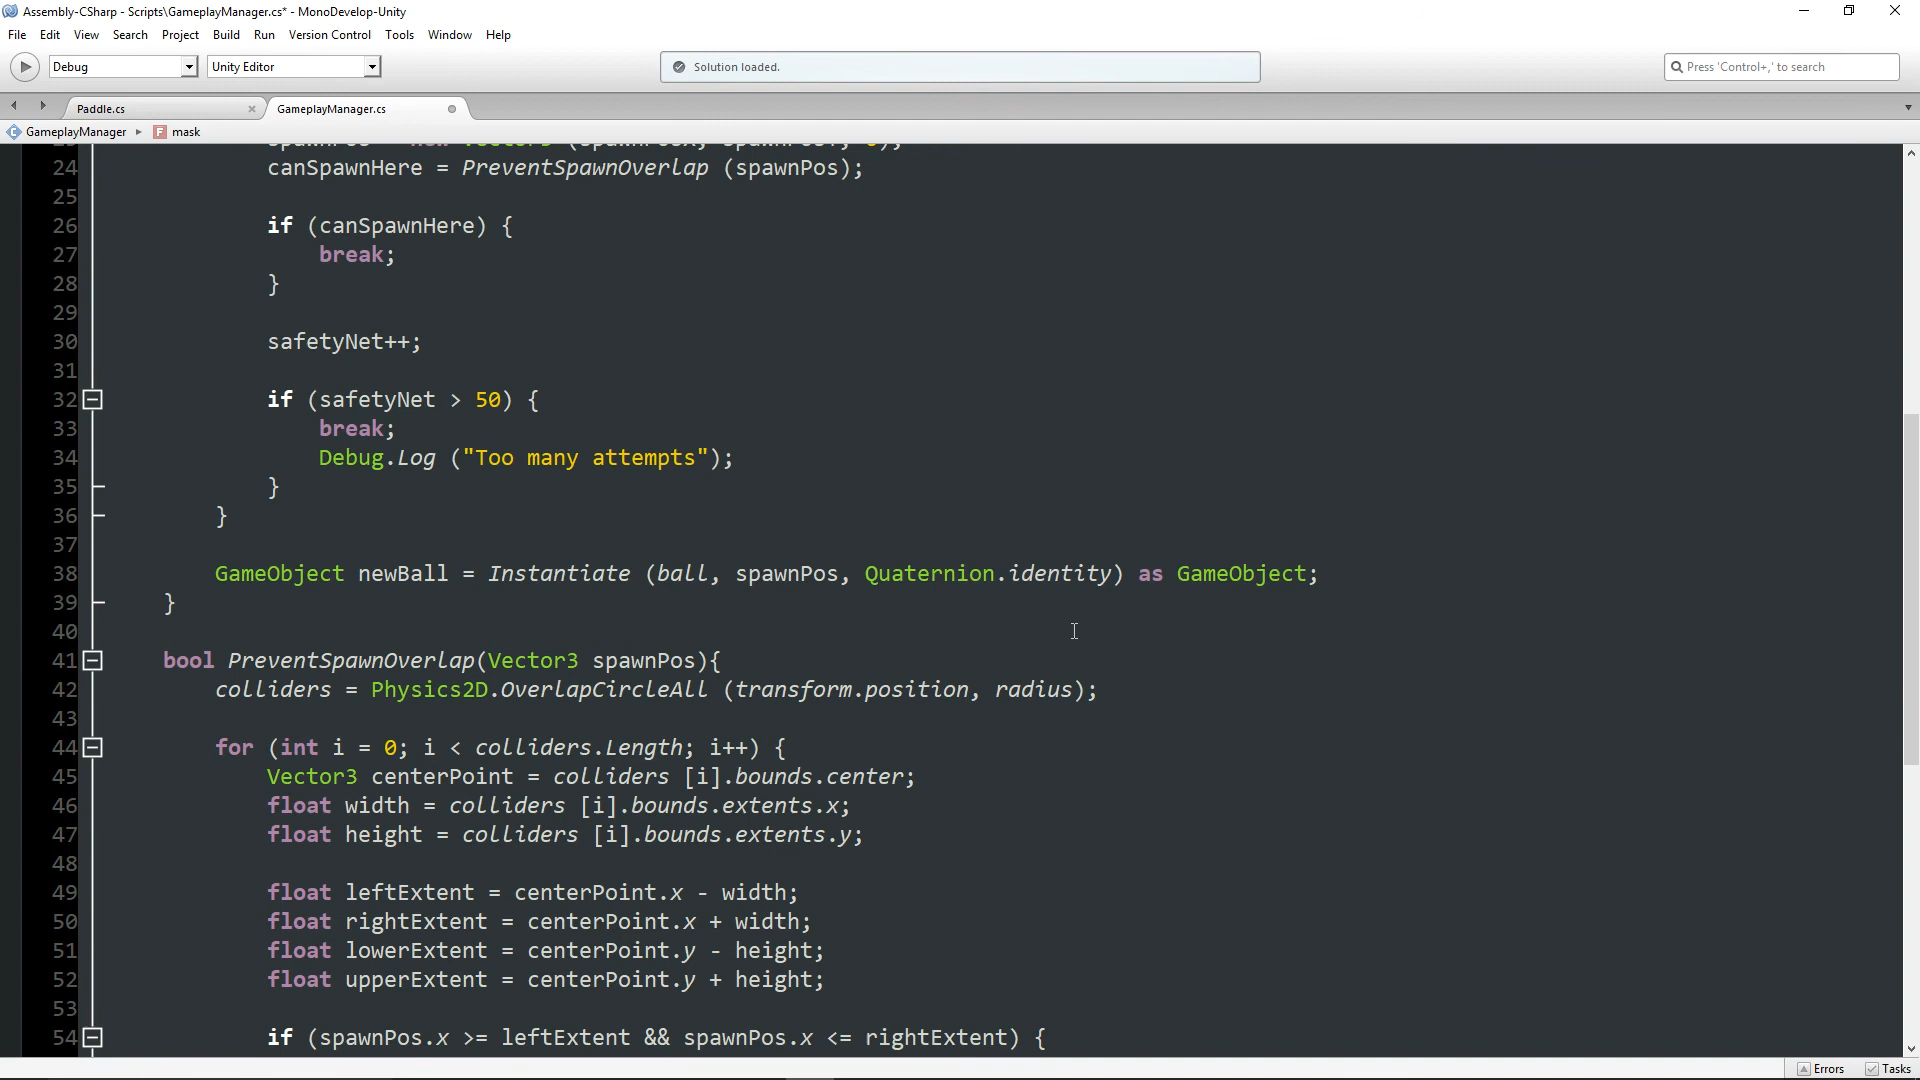 Assembly-CSharp - Scripts\GameplayManager.cs* - MonoDevelop-Unity
File Edit View Search Project Build Run Version Control Tools Window Help
Debug Unity Editor Solution loaded. Press 'Control+,' to search
Paddle.cs GameplayManager.cs
GameplayManager mask
24 canSpawnHere = PreventSpawnOverlap (spawnPos);
25
26 if (canSpawnHere) {
27 break;
28 }
29
30 safetyNet++;
31
32 if (safetyNet > 50) {
33 break;
34 Debug.Log ("Too many attempts");
35 }
36 }
37
38 GameObject newBall = Instantiate (ball, spawnPos, Quaternion.identity) as GameObject;
39 }
40
41 bool PreventSpawnOverlap(Vector3 spawnPos){
42 colliders = Physics2D.OverlapCircleAll (transform.position, radius);
43
44 for (int i = 0; i < colliders.Length; i++) {
45 Vector3 centerPoint = colliders [i].bounds.center;
46 float width = colliders [i].bounds.extents.x;
47 float height = colliders [i].bounds.extents.y;
48
49 float leftExtent = centerPoint.x - width;
50 float rightExtent = centerPoint.x + width;
51 float lowerExtent = centerPoint.y - height;
52 float upperExtent = centerPoint.y + height;
53
54 if (spawnPos.x >= leftExtent && spawnPos.x <= rightExtent) {
Errors Tasks